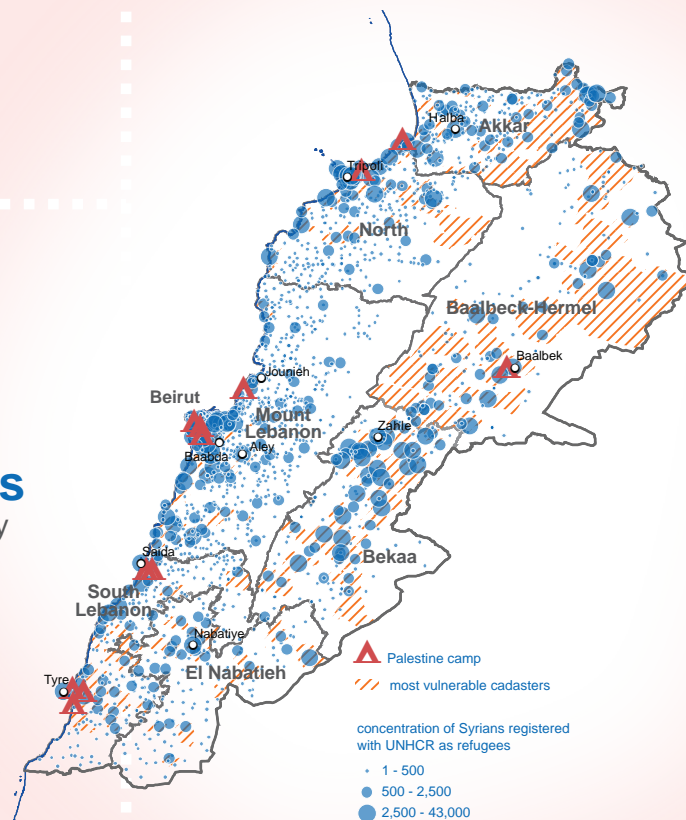 Halba
Akkar
Tripoli
North
Baalbeck-Hermel
Baalbek
Jounieh
Beirut
Mount
Lebanon
Zahle
Aley
Baabda
s
y
Saida
Bekaa
South
Lebanon
Nabatiye
El Nabatieh
Tyre
Palestine camp
most vulnerable cadasters
concentration of Syrians registered
with UNHCR as refugees
1 - 500
500 - 2,500
2,500 - 43,000